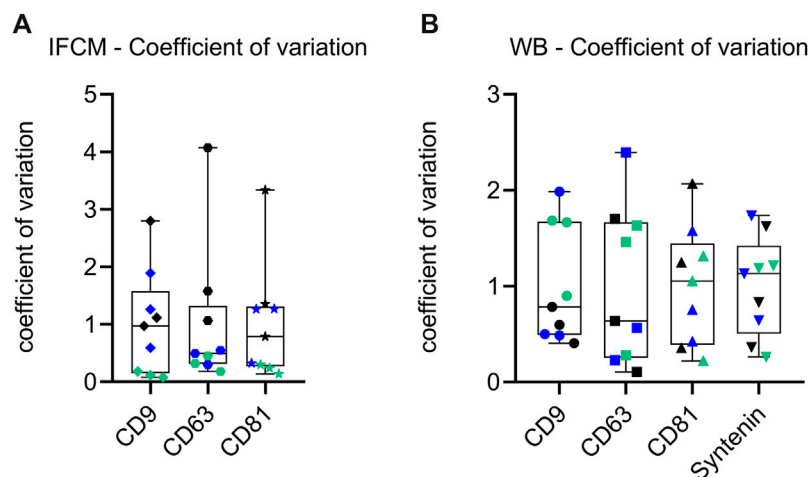 A
IFCM - Coefficient of variation
coefficient of variation
5
4
3
2
1
0
CD9
CD63
CD81
B
WB - Coefficient of variation
coefficient of variation
3
2
1
0
CD9
CD63
CD81
Syntenin